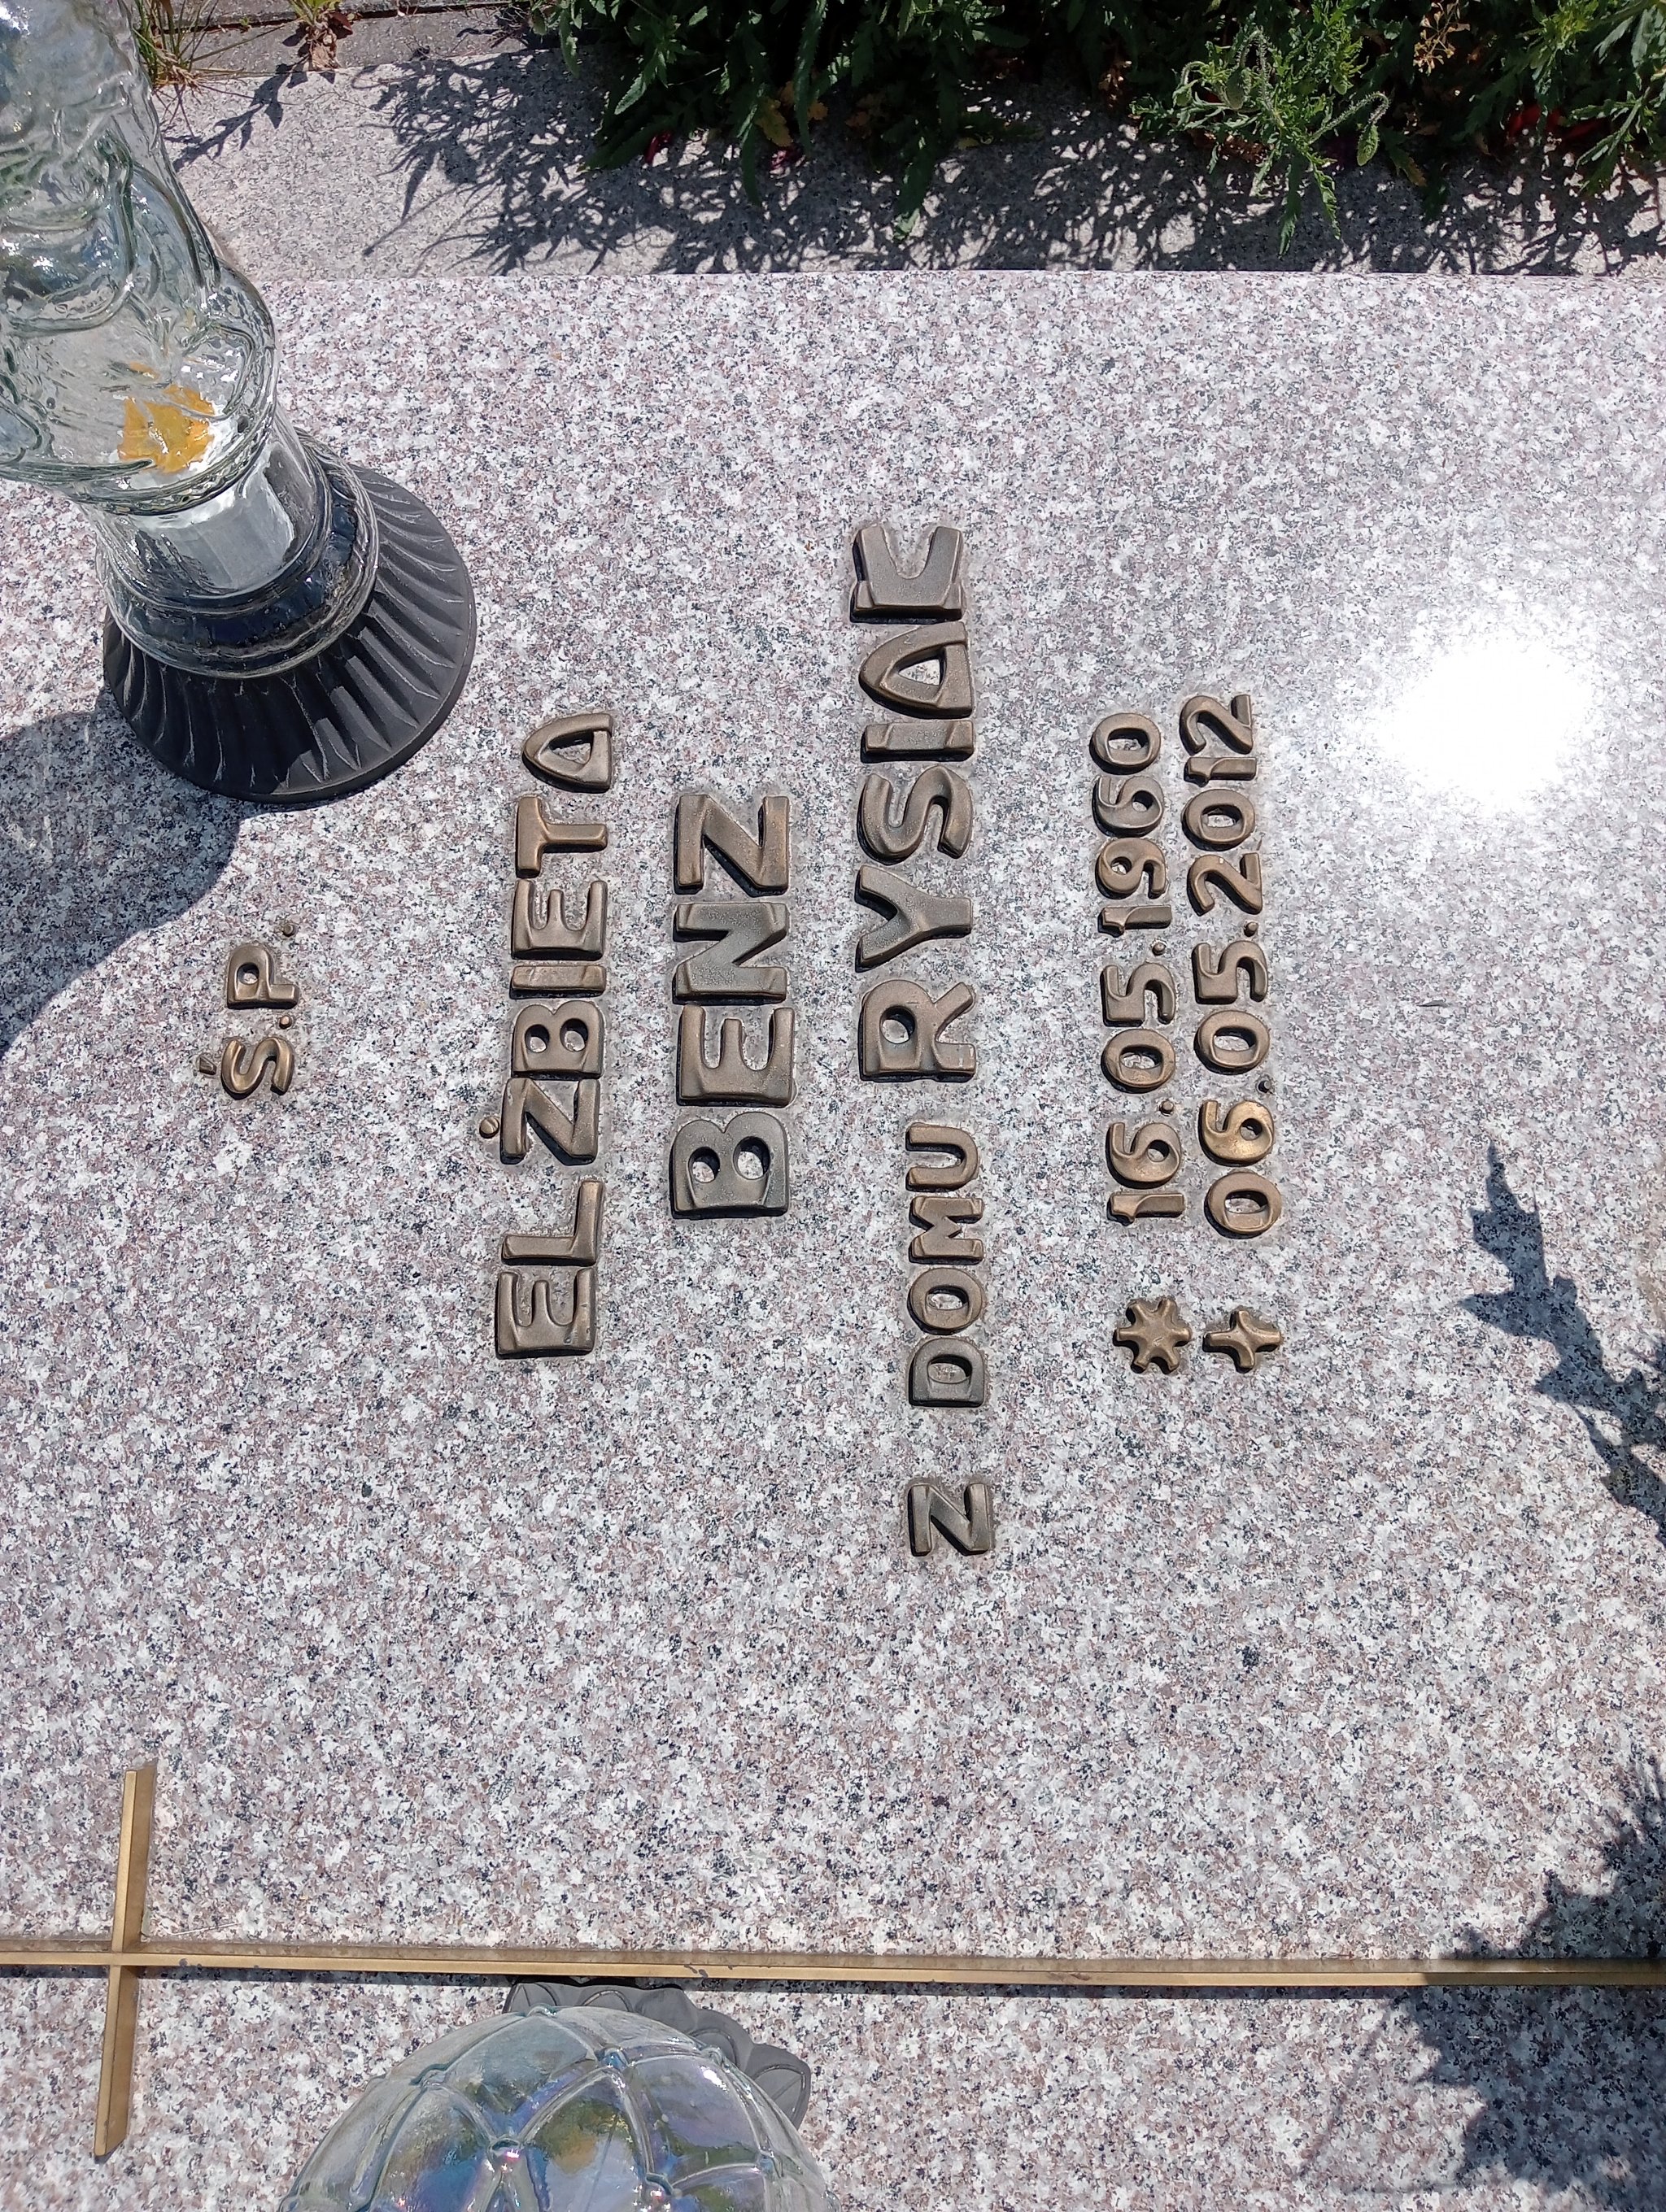 Ś.P.
ELŻBIETA
BENZ
Z DOMU RYSIAK
* 16.05.1960
+ 06.05.2012